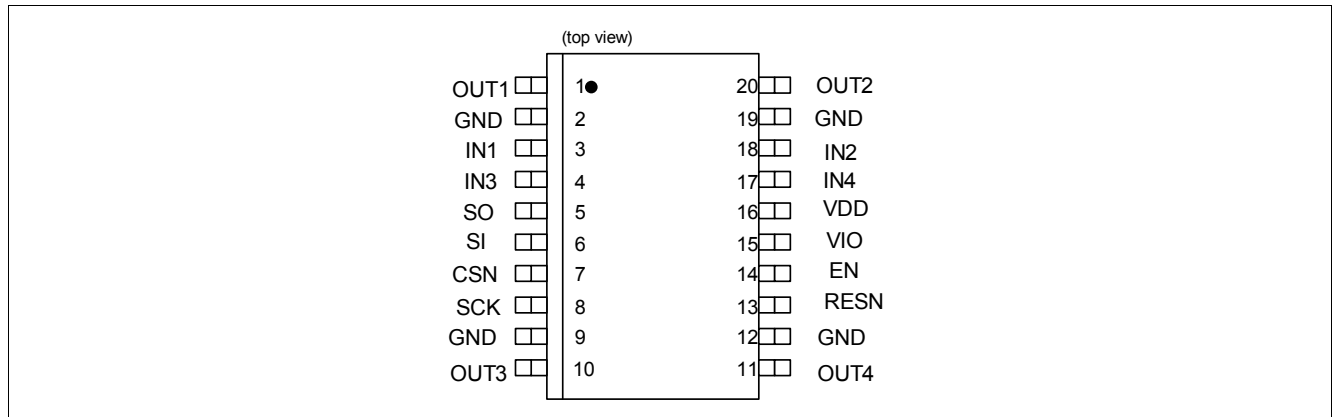 (top view)
OUT1 1 20 OUT2
GND 2 19 GND
IN1 3 18 IN2
IN3 4 17 IN4
SO 5 16 VDD
SI 6 15 VIO
CSN 7 14 EN
SCK 8 13 RESN
GND 9 12 GND
OUT3 10 11 OUT4